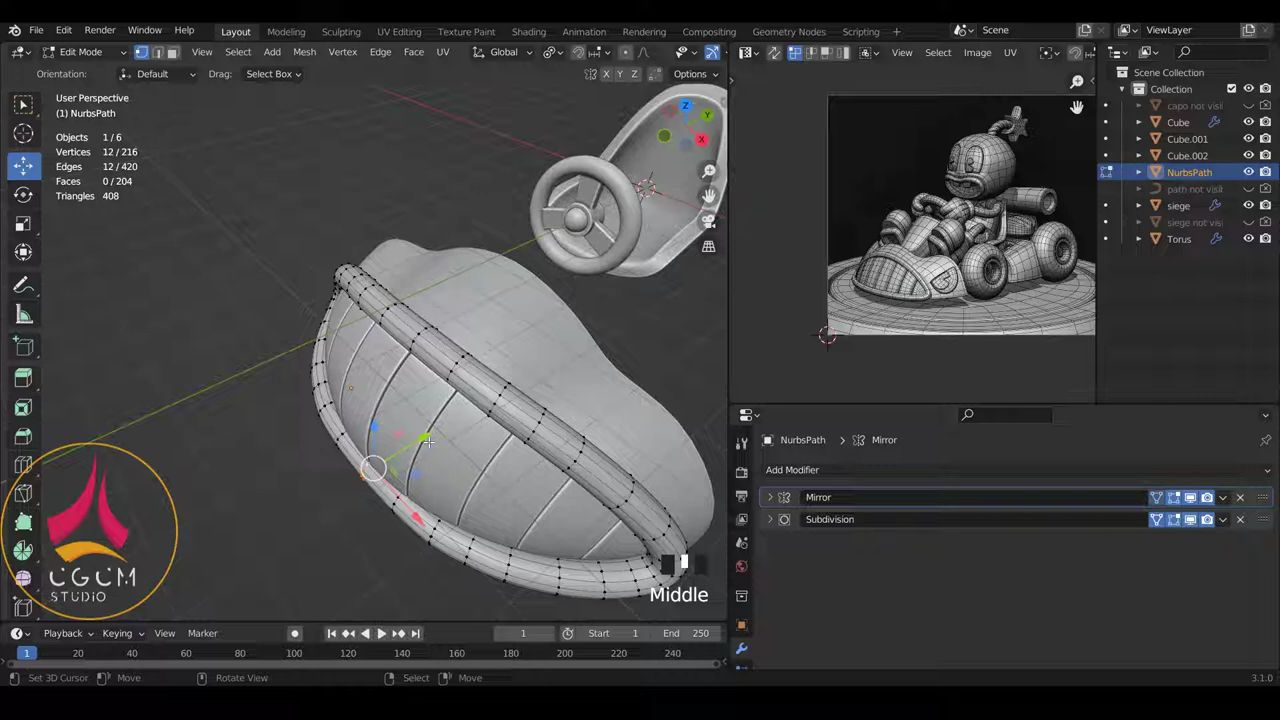 File Edit Render Window Help Layout Modeling Sculpting UV Editing Texture Paint Shading Animation Rendering Compositing Geometry Nodes Scripting Scene ViewLayer
Edit Mode View Select Add Mesh Vertex Edge Face UV Global View Select Image UV
Orientation: Default Drag: Select Box X Y Z Options
User Perspective
(1) NurbsPath
Objects 1/6
Vertices 12 / 216
Edges 12 / 420
Faces 0 / 204
Triangles 408
Z
Y
X
Scene Collection
Collection
capo not visil
Cube
Cube.001
Cube.002
NurbsPath
path not visil
siege
siege not visil
Torus
NurbsPath Mirror
Add Modifier
Mirror
Subdivision
CGCM
STUDIO
Middle
Playback Keying View Marker 1 Start 1 End 250
1 20 40 60 80 100 120 140 160 180 200 220 240
Set 3D Cursor Move Rotate View Select Move 3.1.0